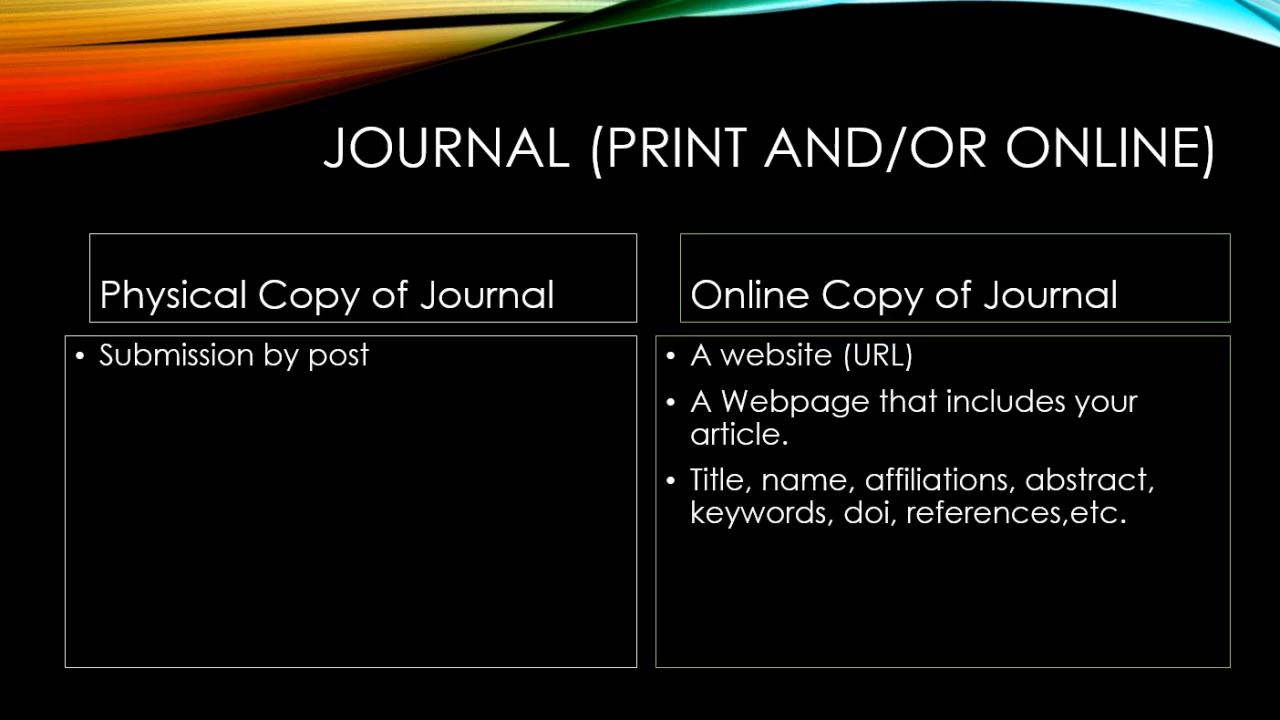 JOURNAL (PRINT AND/OR ONLINE)
Physical Copy of Journal
• Submission by post
Online Copy of Journal
• A website (URL)
• A Webpage that includes your
article.
• Title, name, affiliations, abstract,
keywords, doi, references,etc.